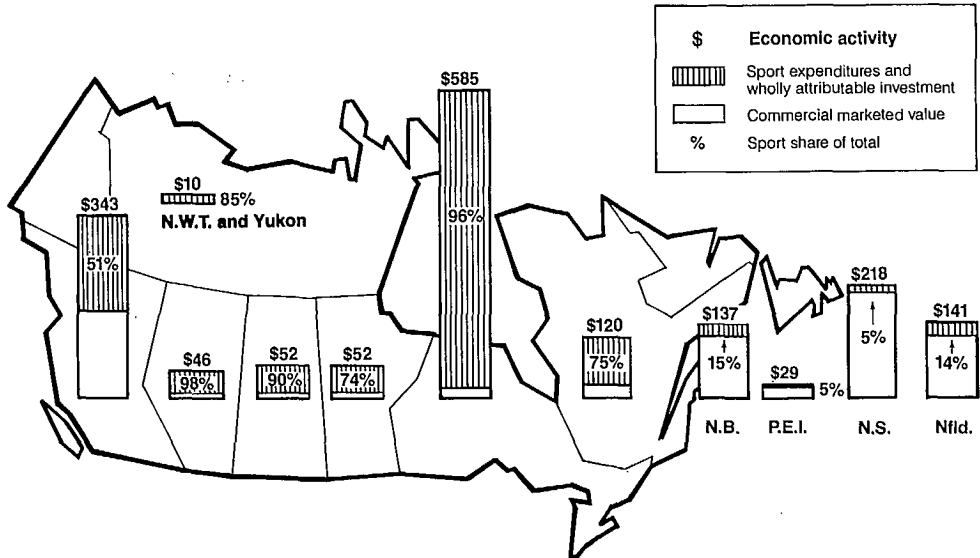 $ Economic activity
Sport expenditures and
wholly attributable investment
Commercial marketed value
% Sport share of total
$585
96%
$10
85%
N.W.T. and Yukon
$343
51%
$46
98%
$52
90%
$52
74%
$120
75%
$137
15%
N.B.
$29
5%
P.E.I.
$218
5%
N.S.
$141
14%
Nfld.